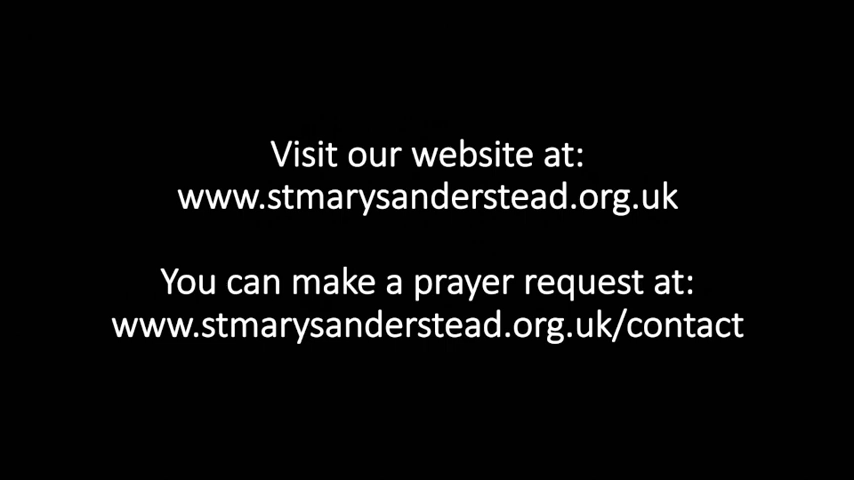 Visit our website at:
www.stmarysanderstead.org.uk
You can make a prayer request at:
www.stmarysanderstead.org.uk/contact